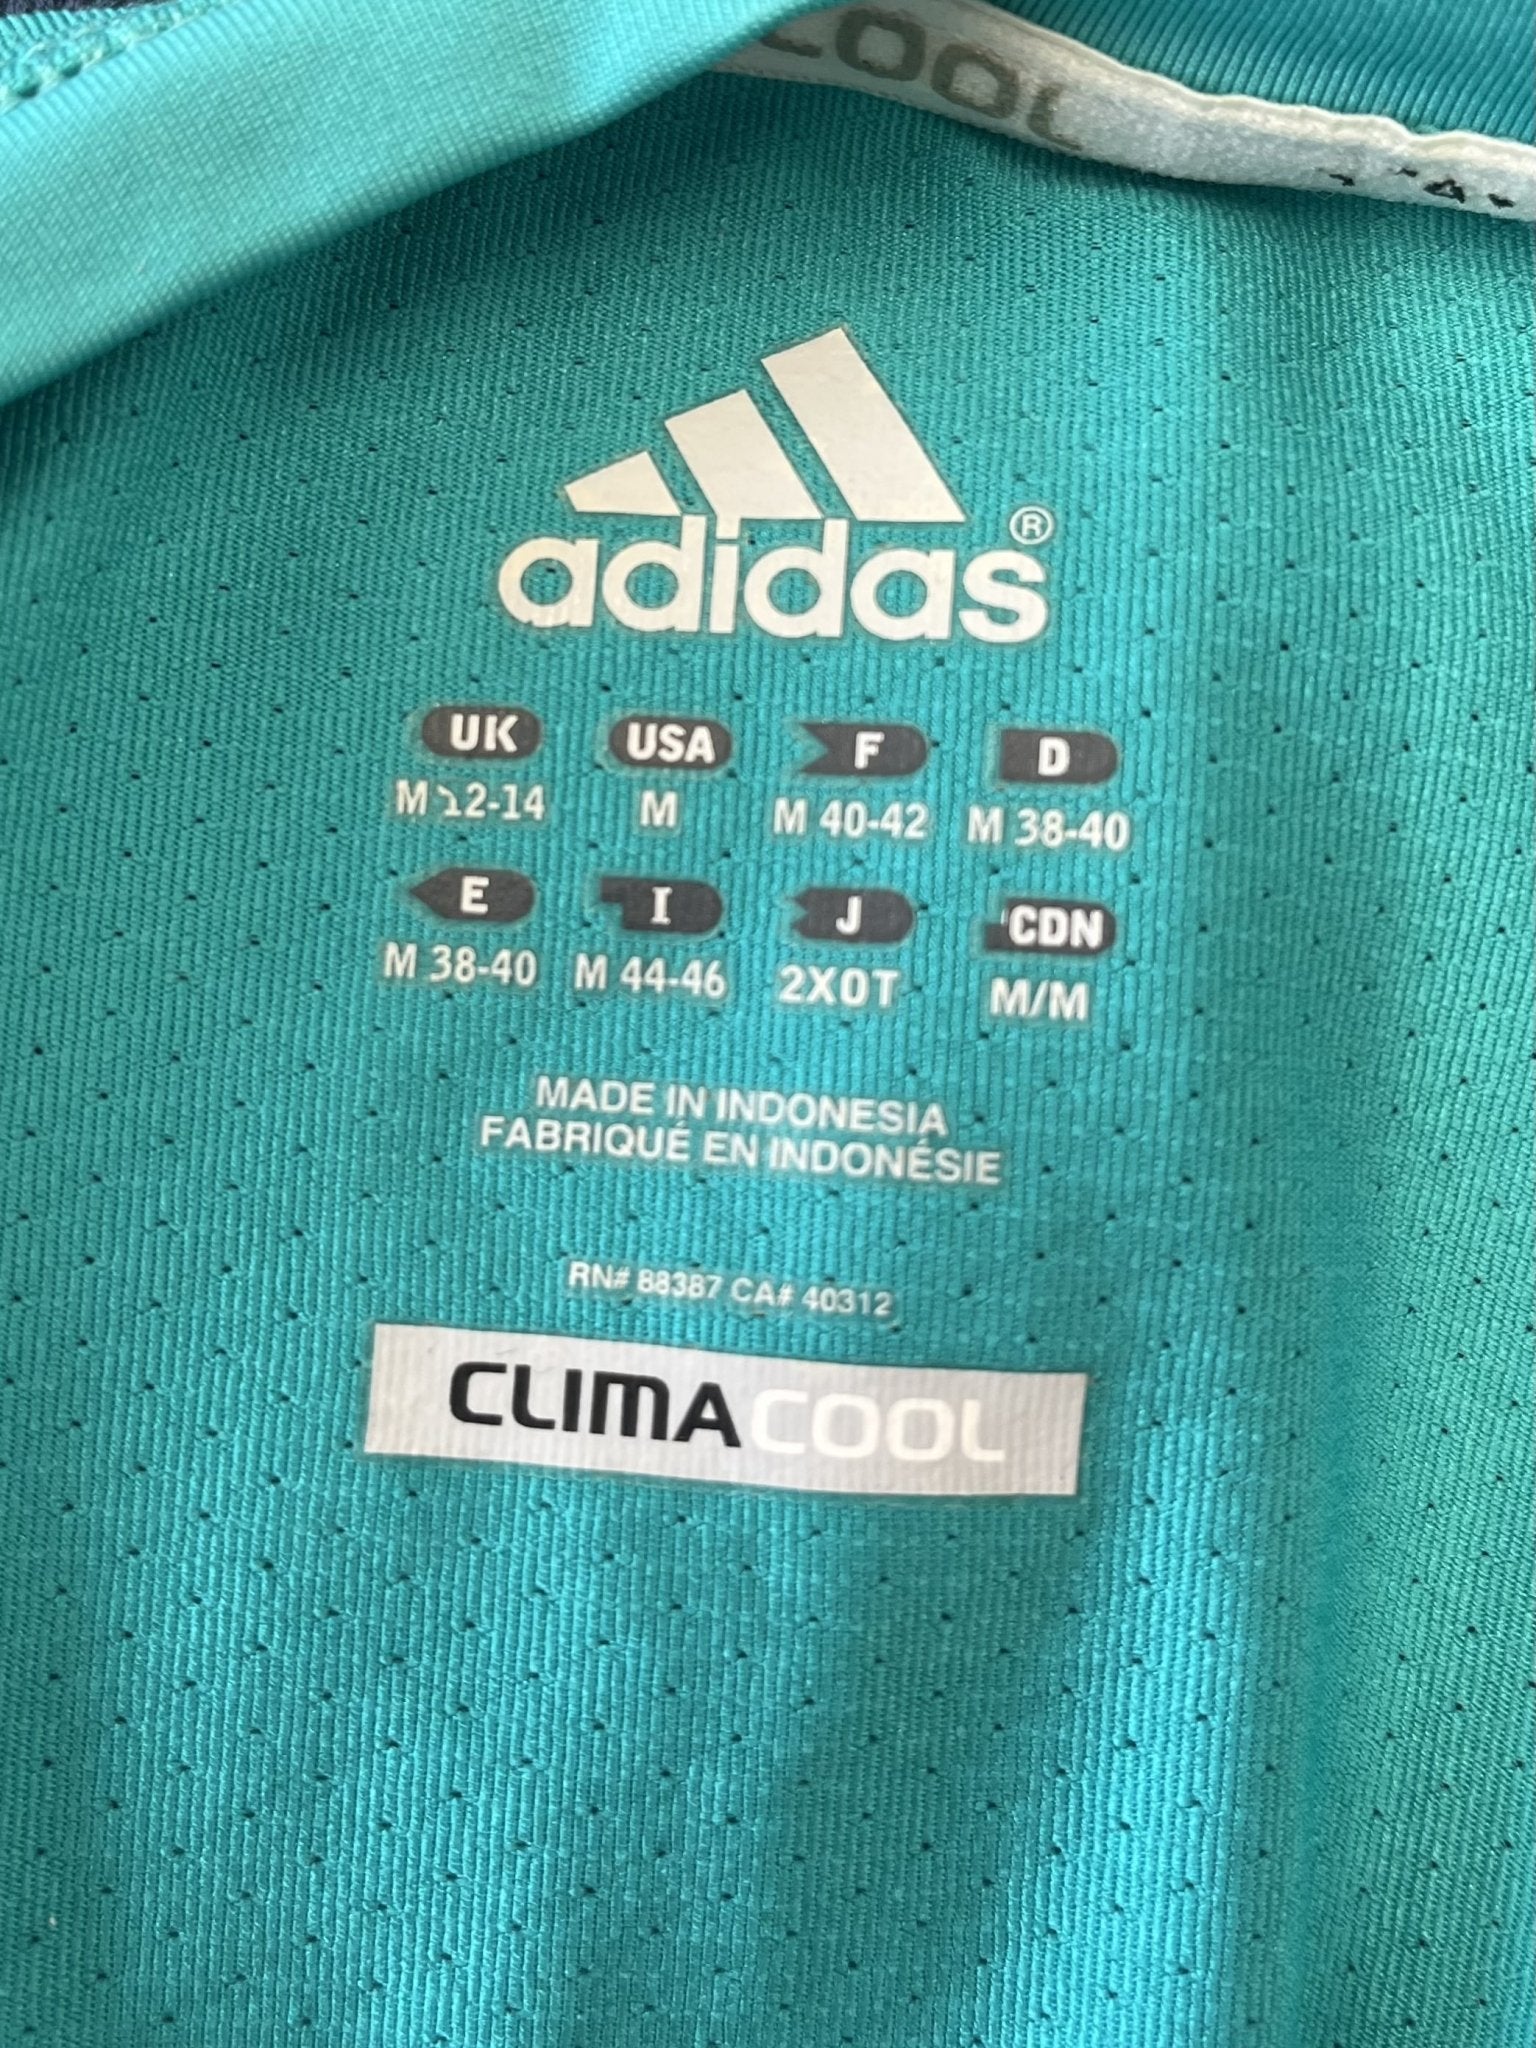 COOL
adidas®
UK USA F D
M 12-14 M M 40-42 M 38-40
E I J CDN
M 38-40 M 44-46 2XOT M/M
MADE IN INDONESIA
FABRIQUÉ EN INDONÉSIE
RN# 88387 CA# 40312
CLIMACOOL